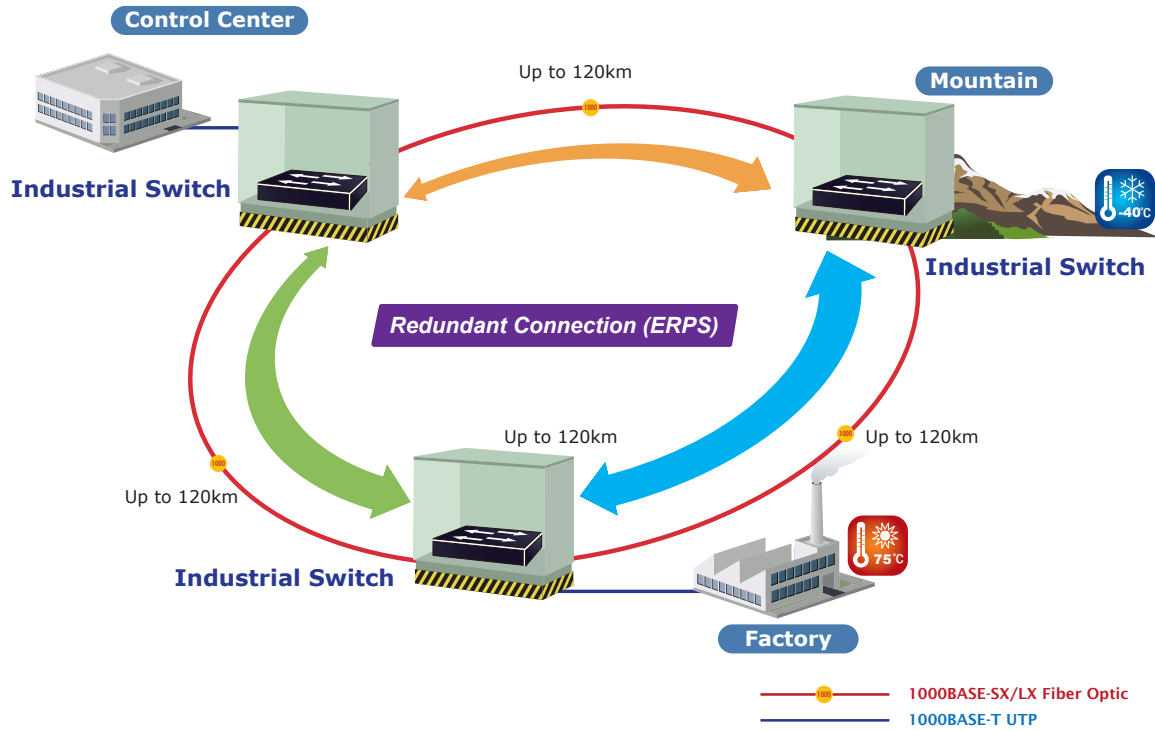 Control Center
Up to 120km
Mountain
1000
Industrial Switch
-40°C
Industrial Switch
Redundant Connection (ERPS)
Up to 120km
1000
Up to 120km
1000
Up to 120km
75°C
Industrial Switch
Factory
1000
1000BASE-SX/LX Fiber Optic
1000BASE-T UTP